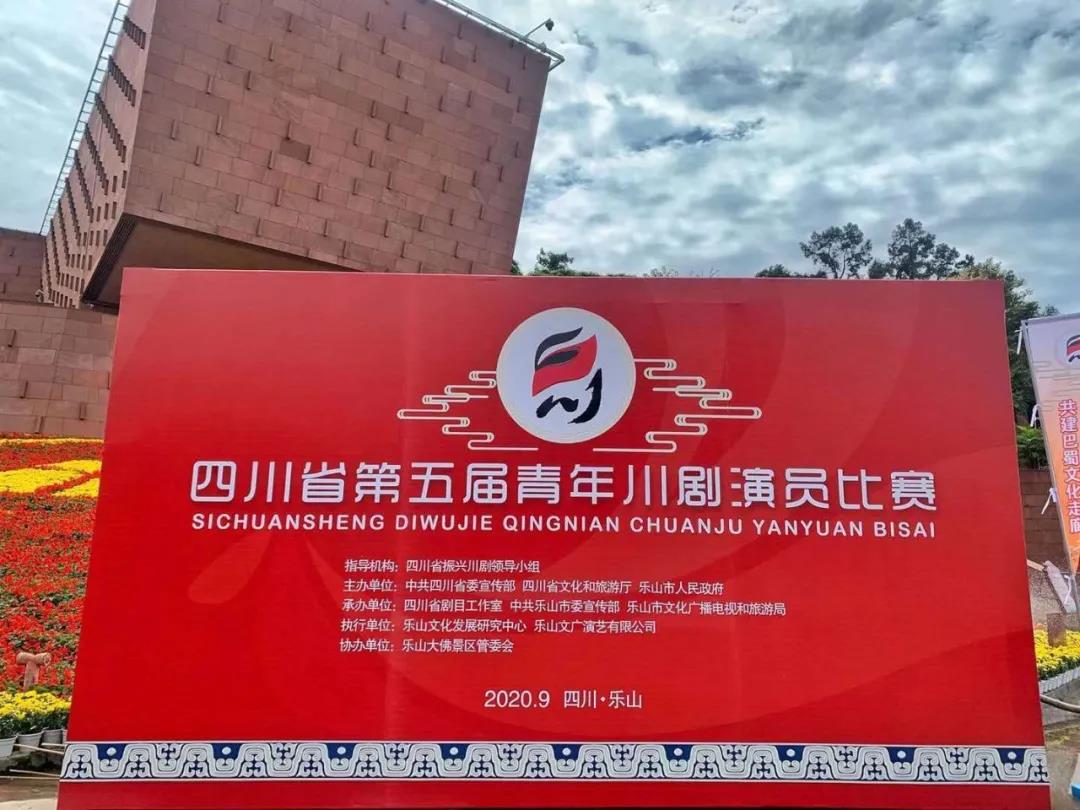 四川省第五届青年川剧演员比赛
SICHUANSHENG DIWUJIE QINGNIAN CHUANJU YANYUAN BISAI
指导机构：四川省振兴川剧领导小组
主办单位：中共四川省委宣传部 四川省文化和旅游厅 乐山市人民政府
承办单位：四川省剧目工作室 中共乐山市委宣传部 乐山市文化广播电视和旅游局
执行单位：乐山文化发展研究中心 乐山文广演艺有限公司
协办单位：乐山大佛景区管委会
2020.9 四川·乐山
共建巴蜀文化走廊